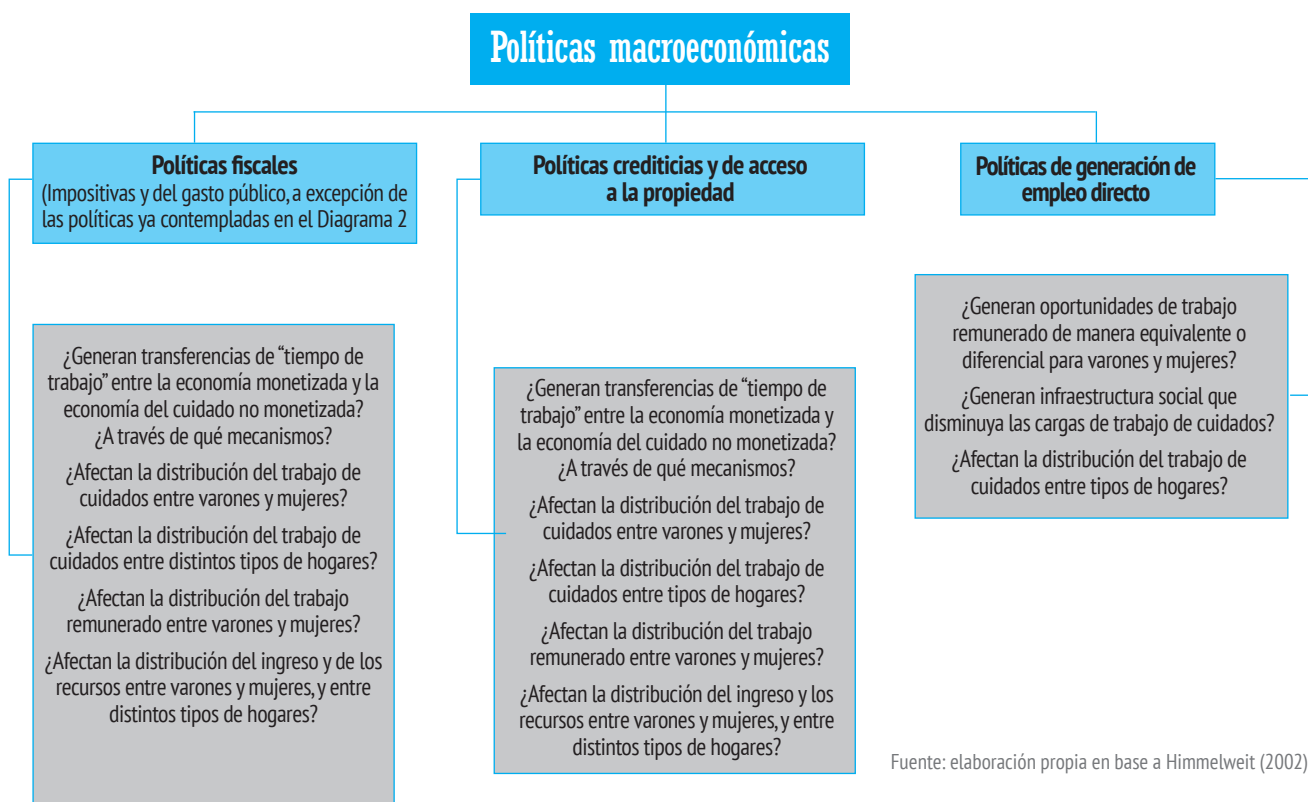 Políticas macroeconómicas
Políticas fiscales
(Impositivas y del gasto público, a excepción de
las políticas ya contempladas en el Diagrama 2
¿Generan transferencias de “tiempo de
trabajo” entre la economía monetizada y la
economía del cuidado no monetizada?
¿A través de qué mecanismos?
¿Afectan la distribución del trabajo de
cuidados entre varones y mujeres?
¿Afectan la distribución del trabajo de
cuidados entre distintos tipos de hogares?
¿Afectan la distribución del trabajo
remunerado entre varones y mujeres?
¿Afectan la distribución del ingreso y de los
recursos entre varones y mujeres, y entre
distintos tipos de hogares?
Políticas crediticias y de acceso
a la propiedad
¿Generan transferencias de “tiempo de
trabajo” entre la economía monetizada y
la economía del cuidado no monetizada?
¿A través de qué mecanismos?
¿Afectan la distribución del trabajo de
cuidados entre varones y mujeres?
¿Afectan la distribución del trabajo de
cuidados entre tipos de hogares?
¿Afectan la distribución del trabajo
remunerado entre varones y mujeres?
¿Afectan la distribución del ingreso y los
recursos entre varones y mujeres, y entre
distintos tipos de hogares?
Políticas de generación de
empleo directo
¿Generan oportunidades de trabajo
remunerado de manera equivalente o
diferencial para varones y mujeres?
¿Generan infraestructura social que
disminuya las cargas de trabajo de cuidados?
¿Afectan la distribución del trabajo de
cuidados entre tipos de hogares?
Fuente: elaboración propia en base a Himmelweit (2002)